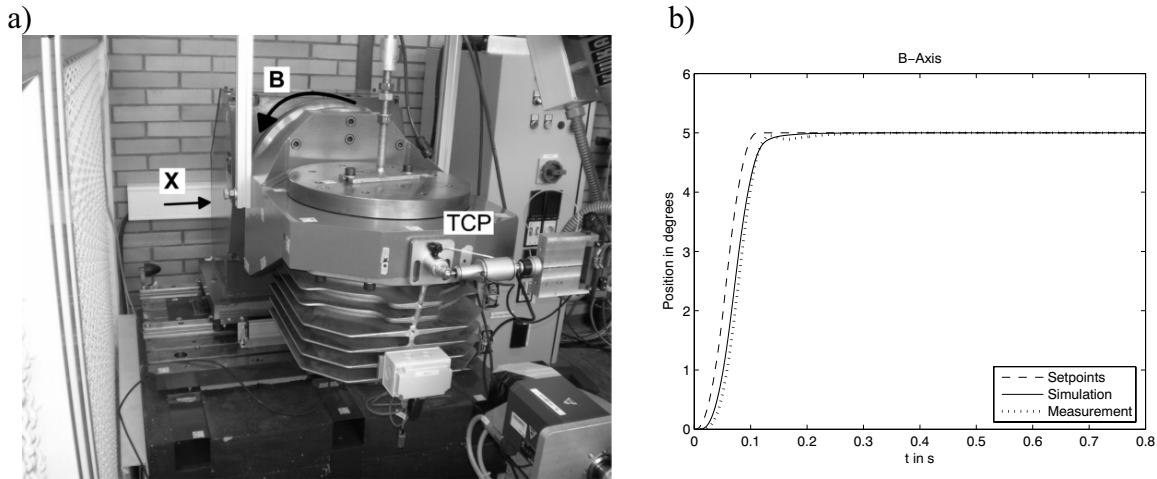 a)
B
X
TCP
b)
B-Axis
Position in degrees
6
5
4
3
2
1
0
0 0.1 0.2 0.3 0.4 0.5 0.6 0.7 0.8
t in s
Setpoints
Simulation
Measurement